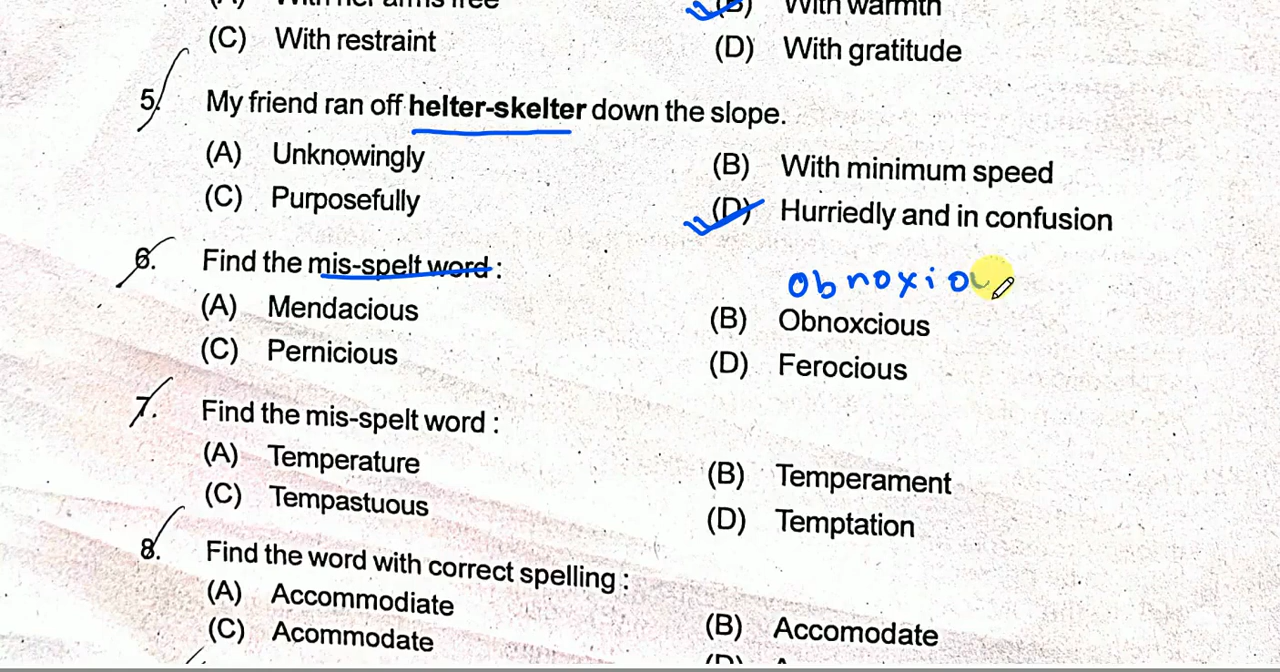 (C) With restraint
(B) With warmth
(D) With gratitude
5. My friend ran off helter-skelter down the slope.
(A) Unknowingly
(B) With minimum speed
(C) Purposefully
(D) Hurriedly and in confusion
6. Find the mis-spelt word :
obnoxiou
(A) Mendacious
(B) Obnoxcious
(C) Pernicious
(D) Ferocious
7. Find the mis-spelt word :
(A) Temperature
(B) Temperament
(C) Tempastuous
(D) Temptation
8. Find the word with correct spelling :
(A) Accommodiate
(B) Accomodate
(C) Acommodate